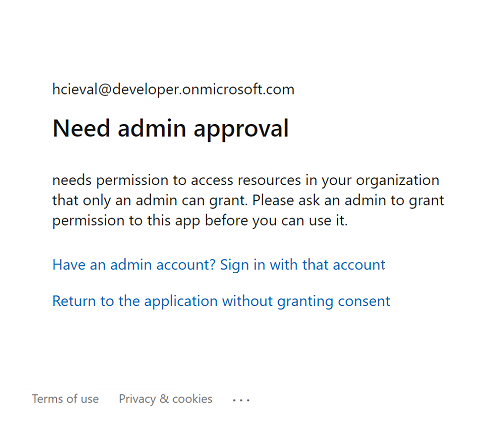 hcieval@developer.onmicrosoft.com
Need admin approval
needs permission to access resources in your organization
that only an admin can grant. Please ask an admin to grant
permission to this app before you can use it.
Have an admin account? Sign in with that account
Return to the application without granting consent
Terms of use Privacy & cookies ...